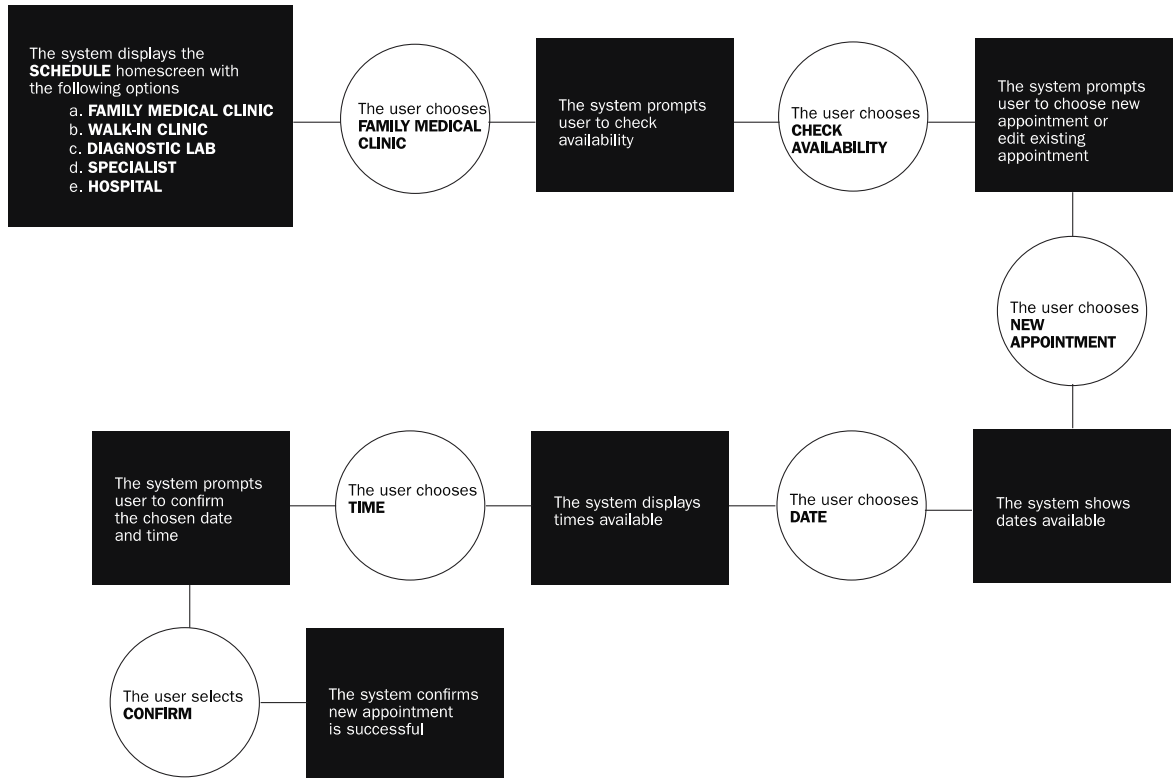 The system displays the
SCHEDULE homescreen with
the following options
a. FAMILY MEDICAL CLINIC
b. WALK-IN CLINIC
c. DIAGNOSTIC LAB
d. SPECIALIST
e. HOSPITAL
The user chooses
FAMILY MEDICAL
CLINIC
The system prompts
user to check
availability
The user chooses
CHECK
AVAILABILITY
The system prompts
user to choose new
appointment or
edit existing
appointment
The user chooses
NEW
APPOINTMENT
The system shows
dates available
The user chooses
DATE
The system displays
times available
The user chooses
TIME
The system prompts
user to confirm
the chosen date
and time
The user selects
CONFIRM
The system confirms
new appointment
is successful